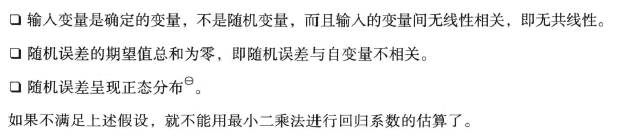 ❏ 输入变量是确定的变量，不是随机变量，而且输入的变量间无线性相关，即无共线性。
❏ 随机误差的期望值总和为零，即随机误差与自变量不相关。
❏ 随机误差呈现正态分布㊀。
如果不满足上述假设，就不能用最小二乘法进行回归系数的估算了。